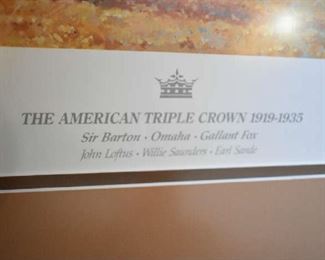 THE AMERICAN TRIPLE CROWN 1919-1935
Sir Barton • Omaha • Gallant Fox
John Loftus • Willie Saunders • Earl Sande